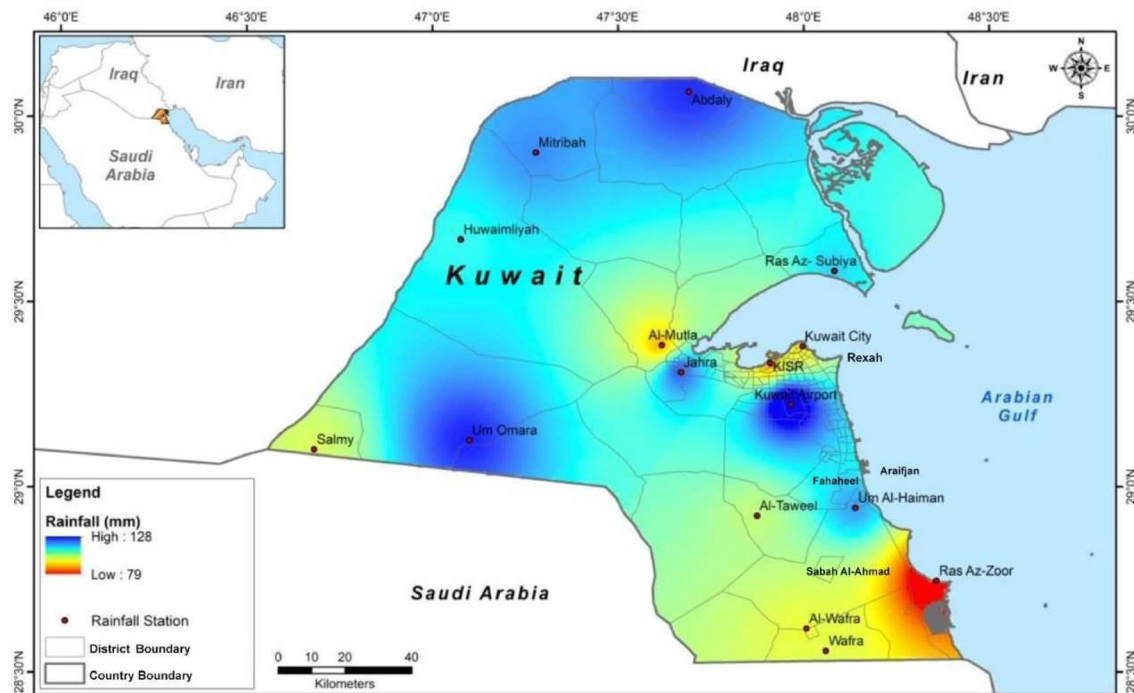 46°0'E
46°30'E
47°0'E
47°30'E
48°0'E
48°30'E
Iraq
Iran
Saudi
Arabia
Iraq
Iran
N
W
E
S
30°0'N
30°0'N
Abdaly
Mitribah
Huwaimliyah
Kuwait
Ras Az- Subiya
29°30'N
29°30'N
Al-Mutla
Kuwait City
Rexah
Jahra
KISR
Kuwait Airport
Arabian
Gulf
Salmy
Um Omara
29°0'N
29°0'N
Araifjan
Fahaheel
Um Al-Haiman
Al-Taweel
Sabah Al-Ahmad
Ras Az-Zoor
Saudi Arabia
Al-Wafra
Wafra
28°30'N
28°30'N
Legend
Rainfall (mm)
High : 128
Low : 79
Rainfall Station
District Boundary
Country Boundary
0 10 20 40
Kilometers